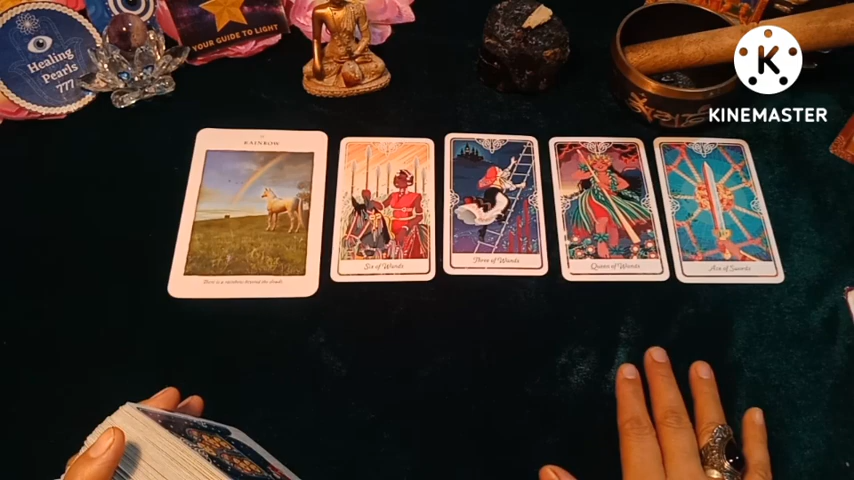 Healing
Pearls
777
YOUR GUIDE TO LIGHT
KINEMASTER
RAINBOW
There is a rainbow beyond the clouds.
Six of Wands
Three of Wands
Queen of Wands
Ace of Swords